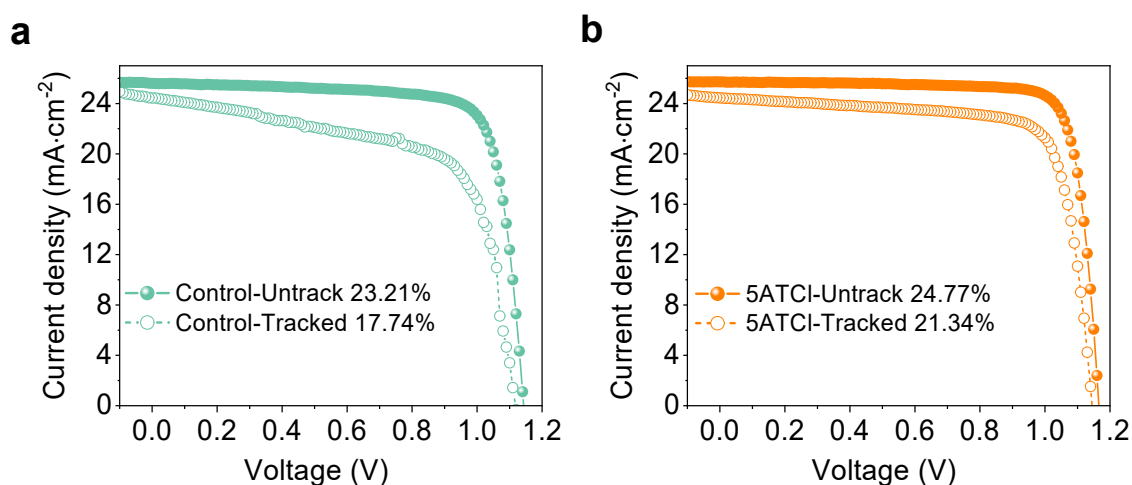 a
Current density (mA·cm⁻²)
24
20
16
12
8
4
0
Control-Untrack 23.21%
Control-Tracked 17.74%
0.0 0.2 0.4 0.6 0.8 1.0 1.2
Voltage (V)
b
Current density (mA·cm⁻²)
24
20
16
12
8
4
0
5ATCl-Untrack 24.77%
5ATCl-Tracked 21.34%
0.0 0.2 0.4 0.6 0.8 1.0 1.2
Voltage (V)